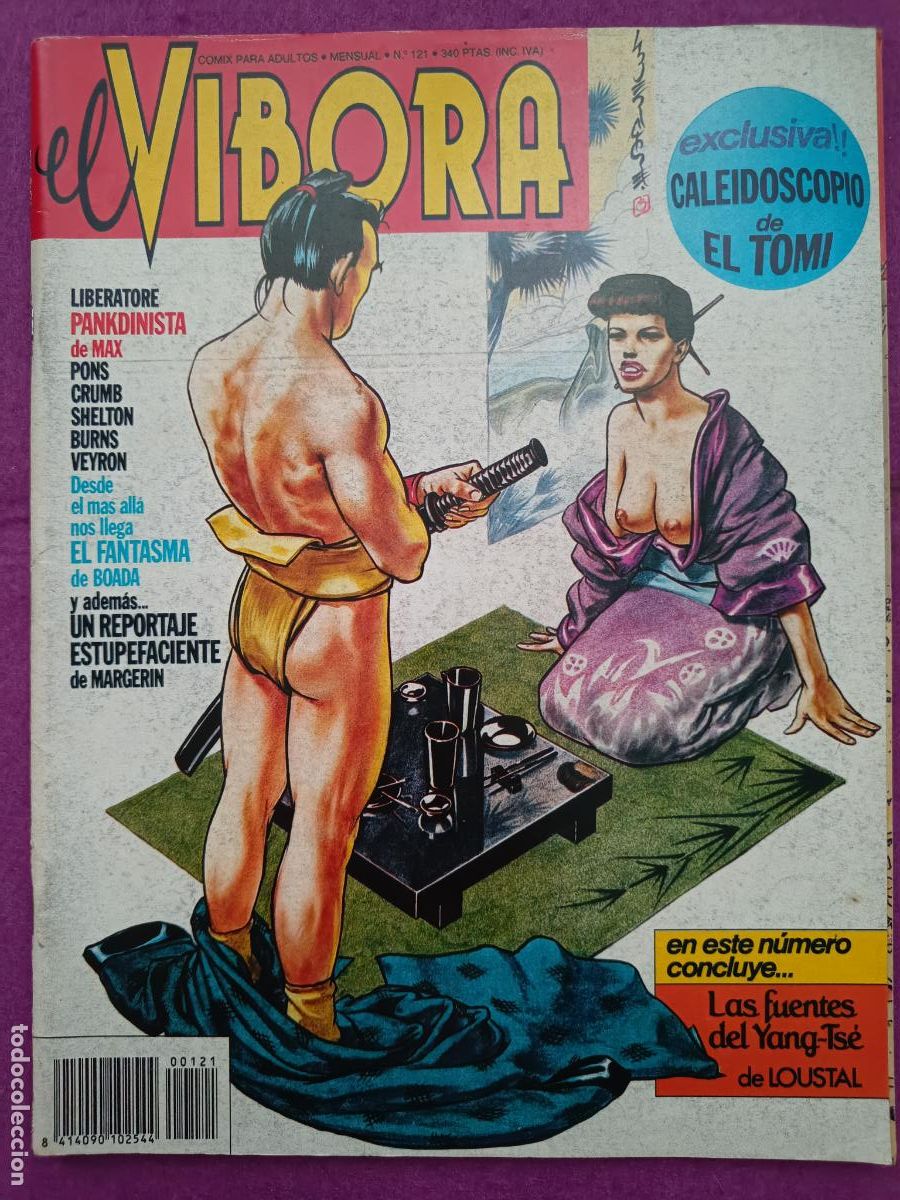 COMIX PARA ADULTOS • MENSUAL • N.º 121 • 340 PTAS. (INC. IVA)
el VIBORA
exclusiva!!
CALEIDOSCOPIO
de
EL TOMI
LIBERATORE
PANKDINISTA
de MAX
PONS
CRUMB
SHELTON
BURNS
VEYRON
Desde
el mas allá
nos llega
EL FANTASMA
de BOADA
y además...
UN REPORTAJE
ESTUPEFACIENTE
de MARGERIN
en este número
concluye...
Las fuentes
del Yang-Tsé
de LOUSTAL
00121
8 414090 102544
todocoleccion